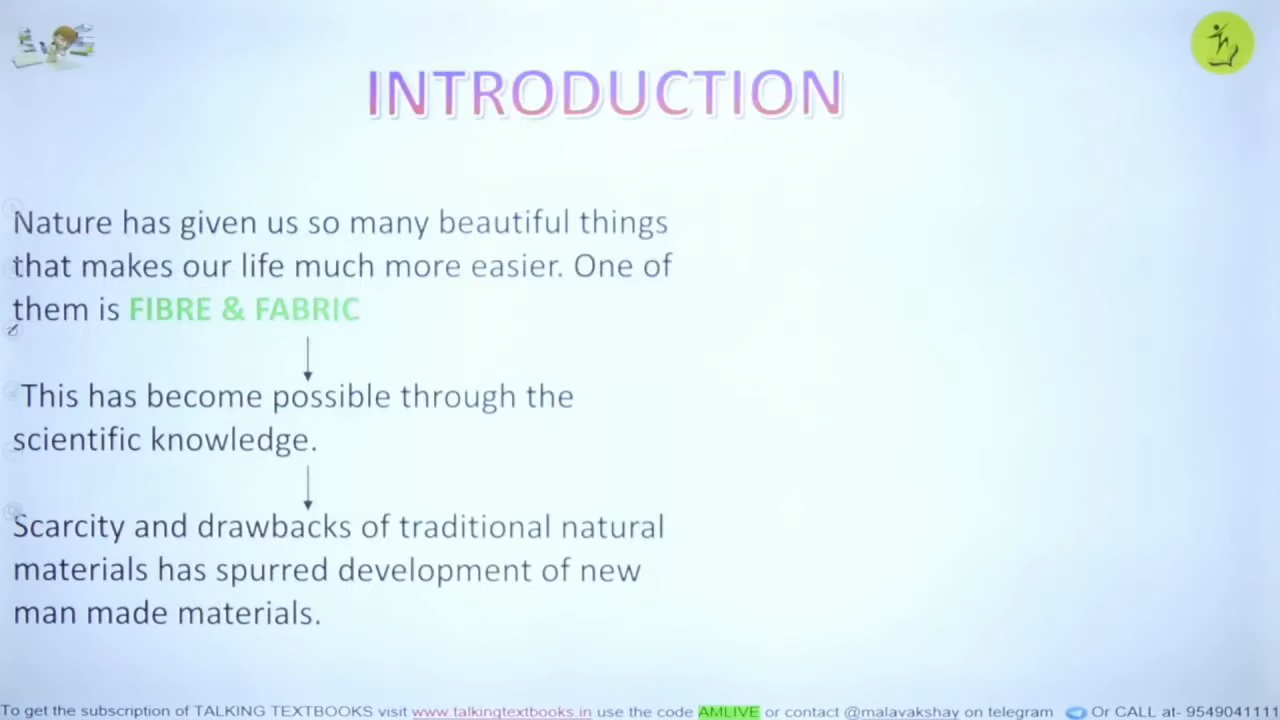 INTRODUCTION
Nature has given us so many beautiful things
that makes our life much more easier. One of
them is FIBRE & FABRIC
This has become possible through the
scientific knowledge.
Scarcity and drawbacks of traditional natural
materials has spurred development of new
man made materials.
To get the subscription of TALKING TEXTBOOKS visit www.talkingtextbooks.in use the code AMLIVE or contact @malavakshay on telegram Or CALL at- 9549041111